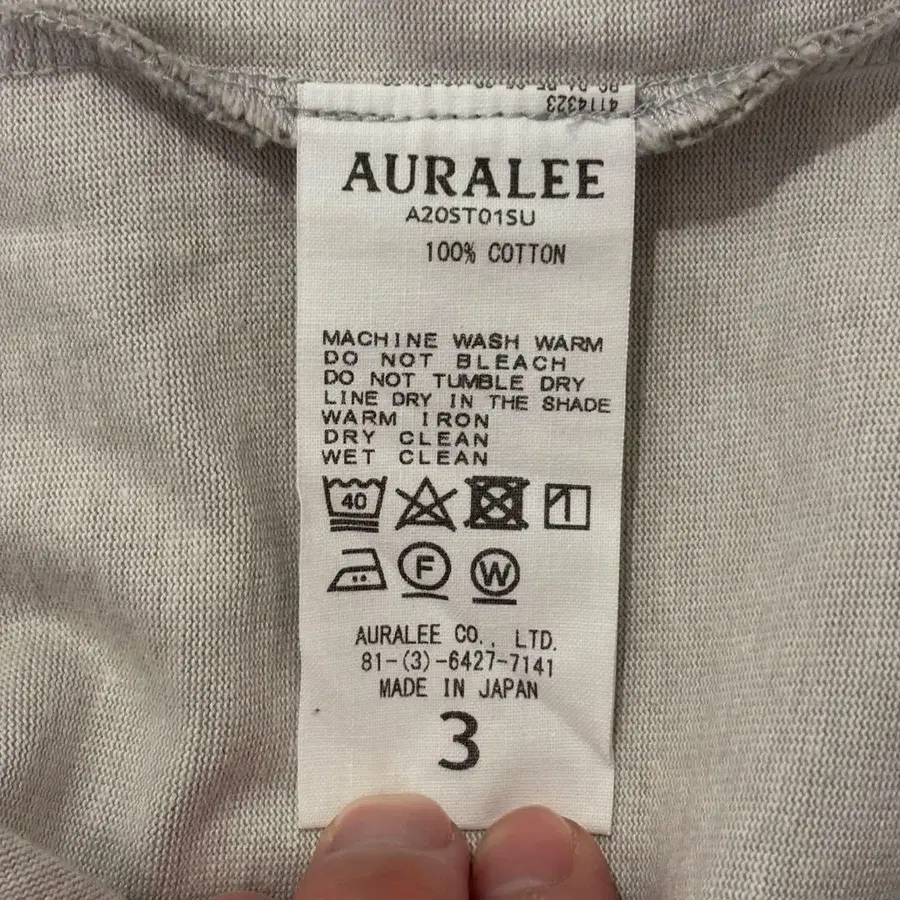 4114323
AURALEE
A20ST01SU
100% COTTON
MACHINE WASH WARM
DO NOT BLEACH
DO NOT TUMBLE DRY
LINE DRY IN THE SHADE
WARM IRON
DRY CLEAN
WET CLEAN
40
F
W
AURALEE CO., LTD.
81-(3)-6427-7141
MADE IN JAPAN
3